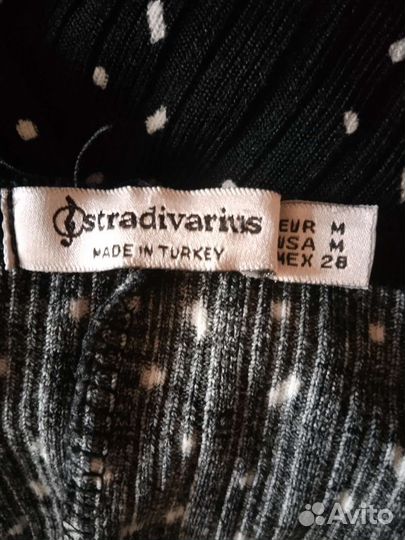 stradivarius
MADE IN TURKEY
EUR M
USA M
MEX 28
Avito